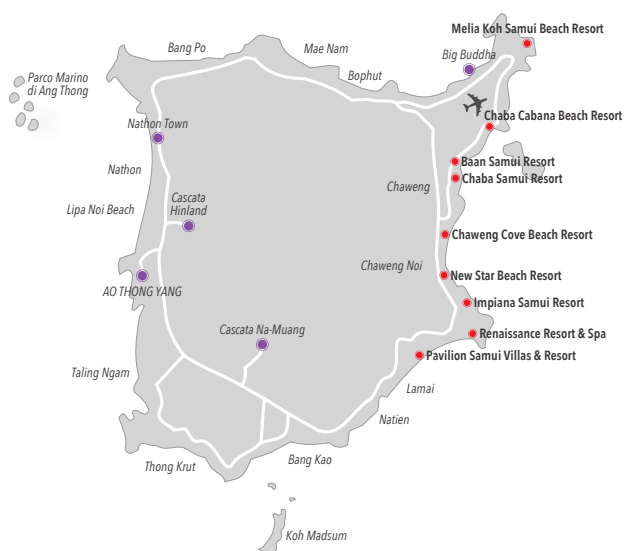 Melia Koh Samui Beach Resort
Bang Po
Mae Nam
Big Buddha
Bophut
Parco Marino
di Ang Thong
Chaba Cabana Beach Resort
Nathon Town
Baan Samui Resort
Nathon
Chaba Samui Resort
Chaweng
Cascata
Hinland
Lipa Noi Beach
Chaweng Cove Beach Resort
Chaweng Noi
New Star Beach Resort
AO THONG YANG
Impiana Samui Resort
Cascata Na-Muang
Renaissance Resort & Spa
Pavilion Samui Villas & Resort
Taling Ngam
Lamai
Natien
Bang Kao
Thong Krut
Koh Madsum